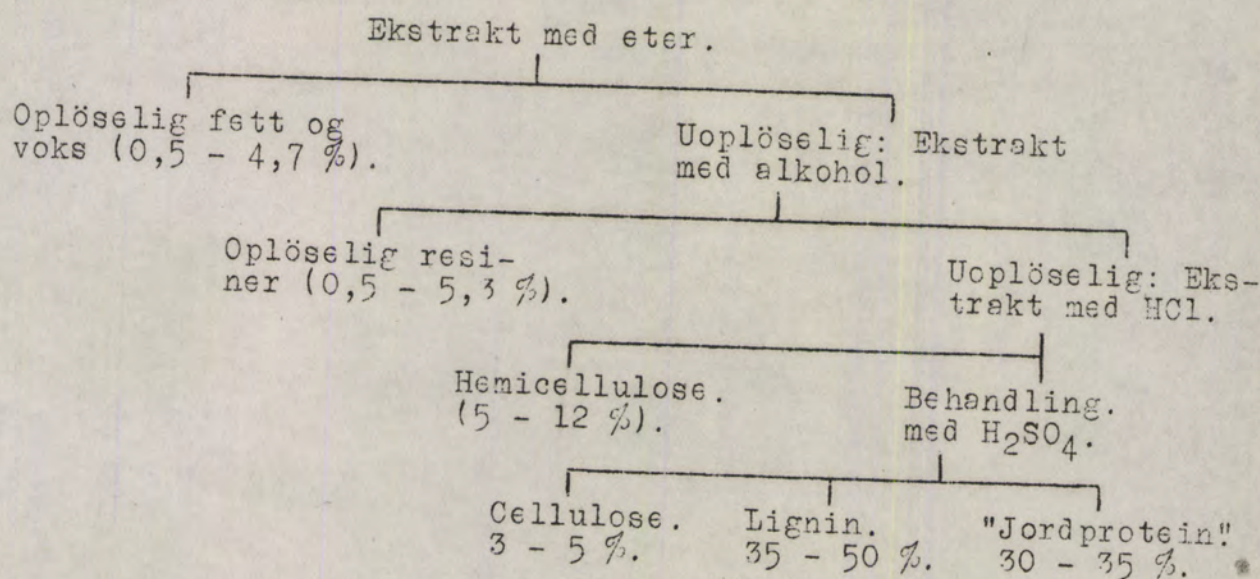 Ekstrakt med eter.
Oplöselig fett og
voks (0,5 - 4,7 %).
Uoplöselig: Ekstrakt
med alkohol.
Oplöselig resi-
ner (0,5 - 5,3 %).
Uoplöselig: Eks-
trakt med HCl.
Hemicellulose.
(5 - 12 %).
Behandling.
med H₂SO₄.
Cellulose.
3 - 5 %.
Lignin.
35 - 50 %.
"Jordprotein".
30 - 35 %.